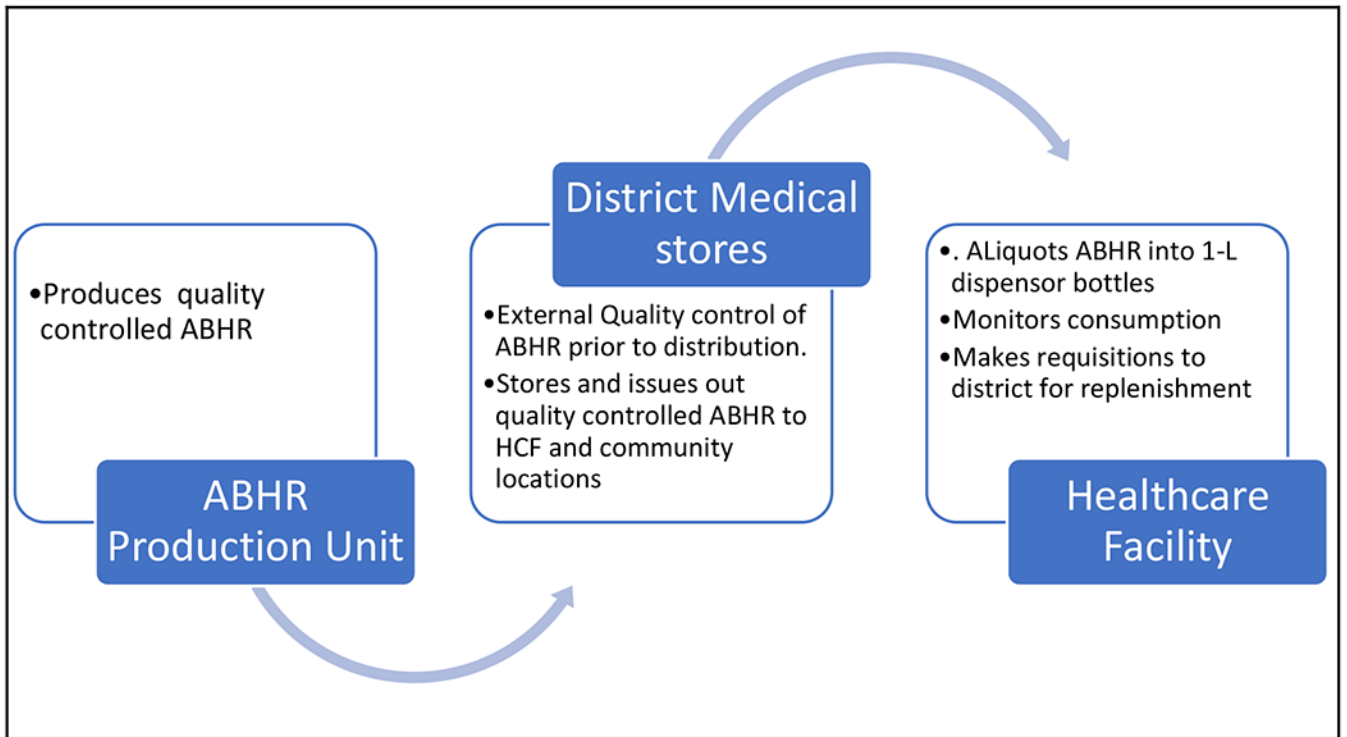 •Produces  quality
controlled ABHR
ABHR
Production Unit
District Medical
stores
•External Quality control of
ABHR prior to distribution.
•Stores and issues out
quality controlled ABHR to
HCF and community
locations
•. ALiquots ABHR into 1-L
dispensor bottles
•Monitors consumption
•Makes requisitions to
district for replenishment
Healthcare
Facility